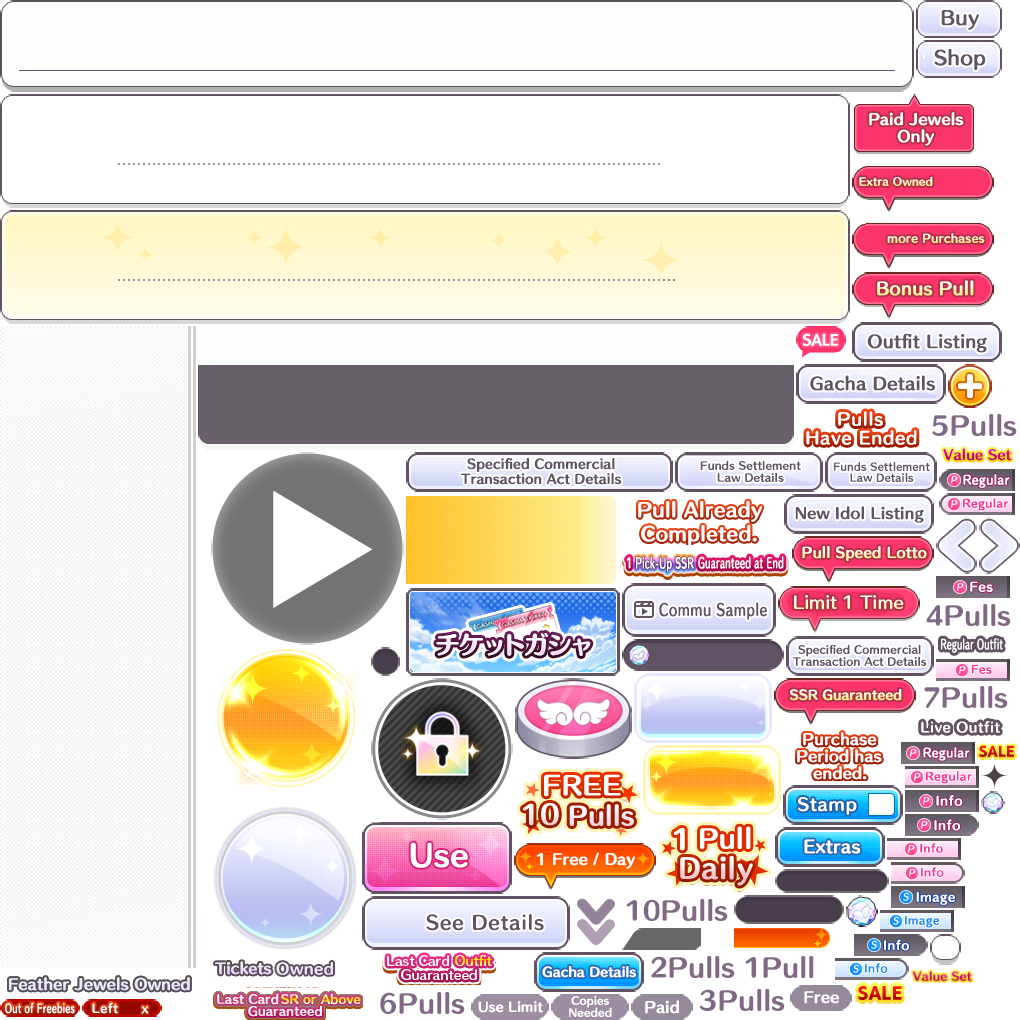 Buy
Shop
Paid Jewels
Only
Extra Owned
more Purchases
Bonus Pull
SALE
Outfit Listing
Gacha Details
Pulls
Have Ended
5Pulls
Value Set
Specified Commercial
Transaction Act Details
Funds Settlement
Law Details
Funds Settlement
Law Details
P Regular
P Regular
Pull Already
Completed.
New Idol Listing
1 Pick-Up SSR Guaranteed at End
Pull Speed Lotto
P Fes
チケットガシャ
Commu Sample
Limit 1 Time
4Pulls
Specified Commercial
Transaction Act Details
Regular Outfit
P Fes
SSR Guaranteed
7Pulls
Live Outfit
Purchase
Period has
ended.
P Regular
SALE
P Regular
FREE
10 Pulls
Stamp
P Info
P Info
Use
1 Free / Day
1 Pull
Daily
Extras
P Info
P Info
S Image
See Details
10Pulls
S Image
S Info
Last Card Outfit
Guaranteed
Gacha Details
2Pulls
1Pull
S Info
Value Set
Tickets Owned
Feather Jewels Owned
Out of Freebies
Left x
Last Card SR or Above
Guaranteed
6Pulls
Use Limit
Copies
Needed
Paid
3Pulls
Free
SALE